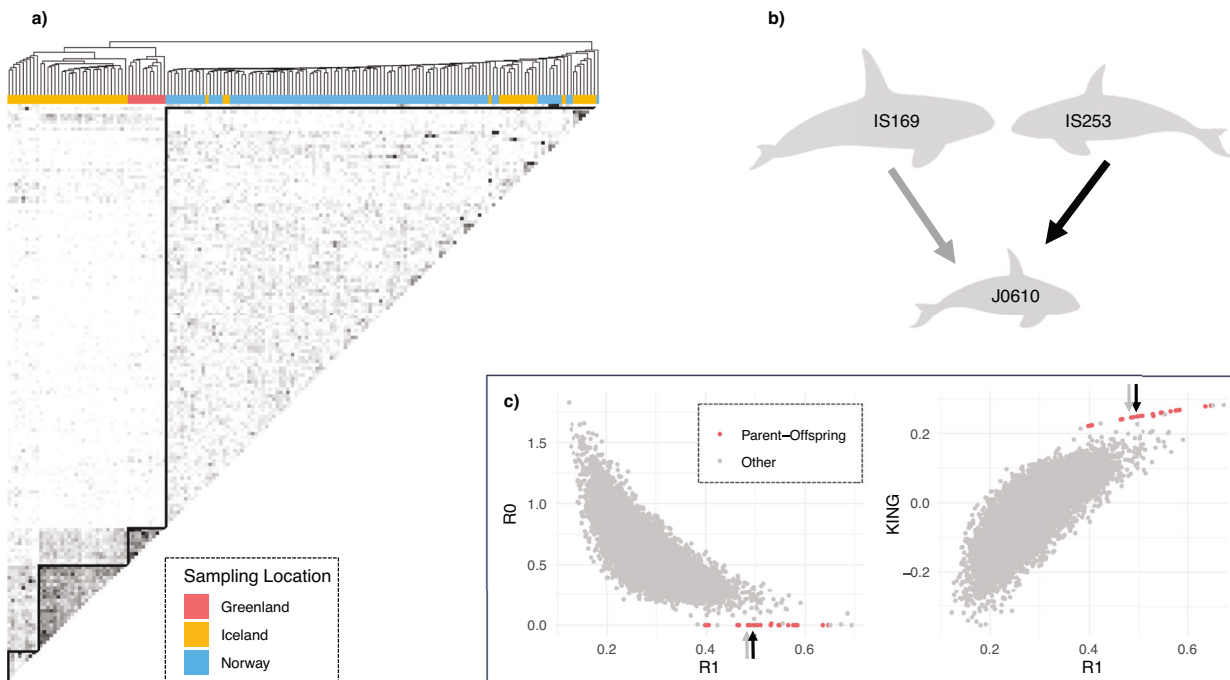 a)
b)
IS169
IS253
J0610
Sampling Location
Greenland
Iceland
Norway
c)
Parent–Offspring
Other
R0
1.5
1.0
0.5
0.0
0.2
0.4
0.6
R1
KING
0.2
0.0
−0.2
0.2
0.4
0.6
R1